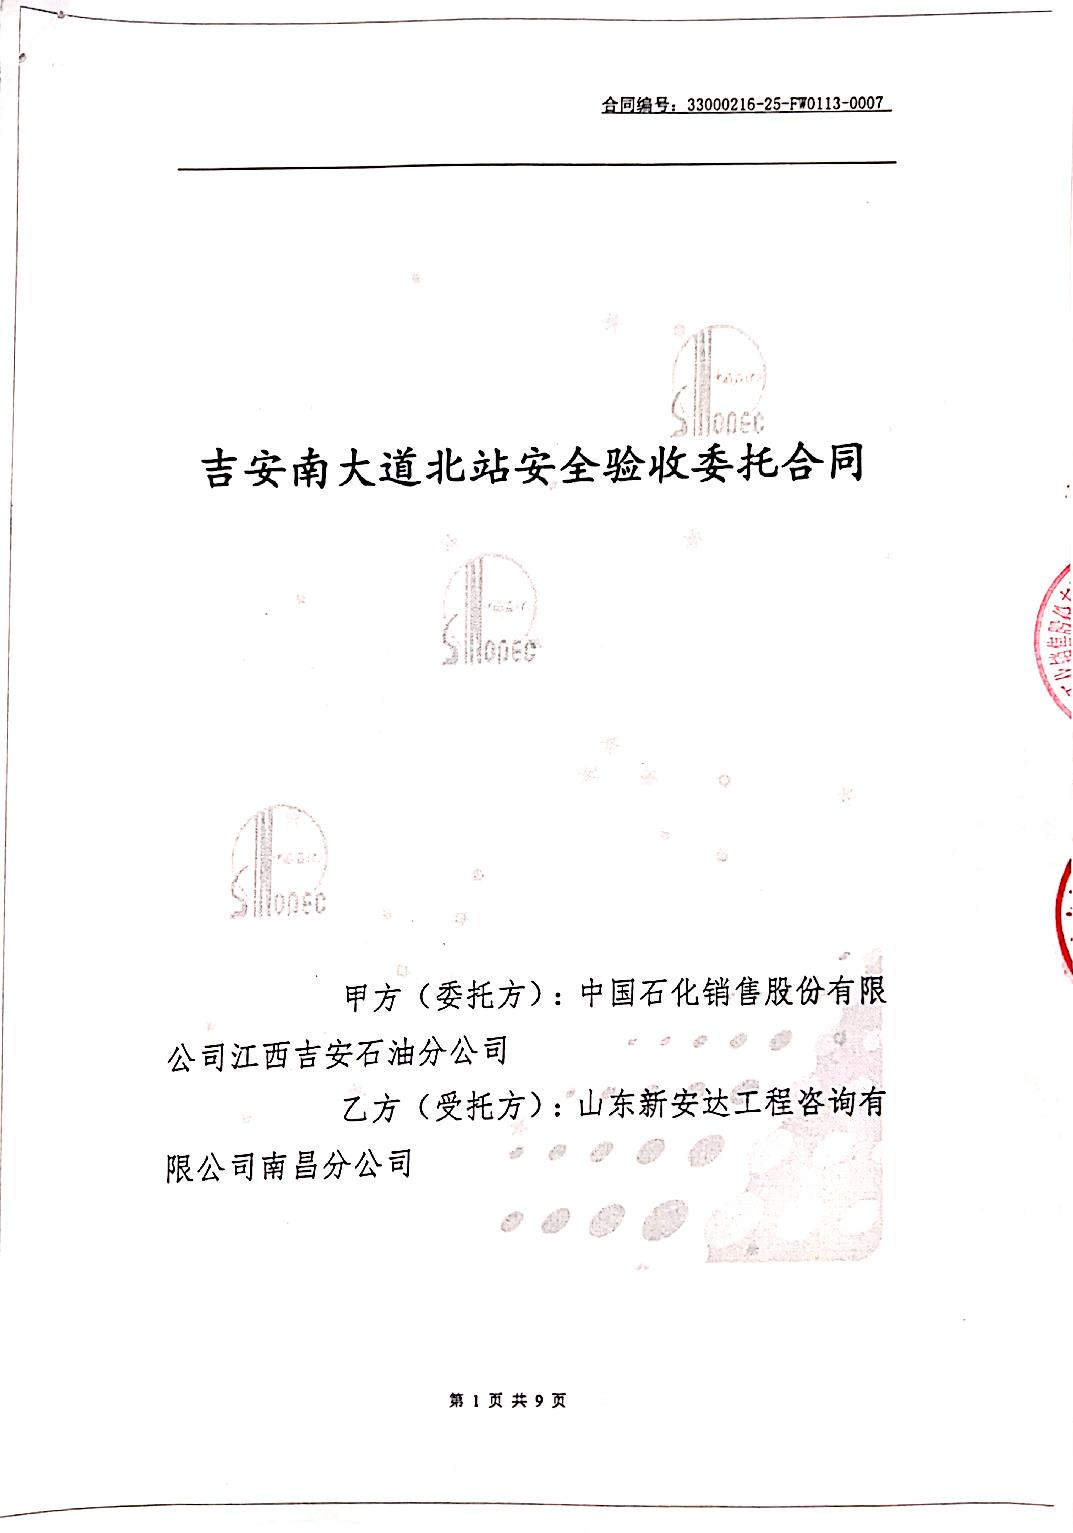 合同编号：33000216-25-FW0113-0007
SINOPEC
吉安南大道北站安全验收委托合同
SINOPEC
SINOPEC
甲方（委托方）：中国石化销售股份有限
公司江西吉安石油分公司
乙方（受托方）：山东新安达工程咨询有
限公司南昌分公司
第 1 页 共 9 页